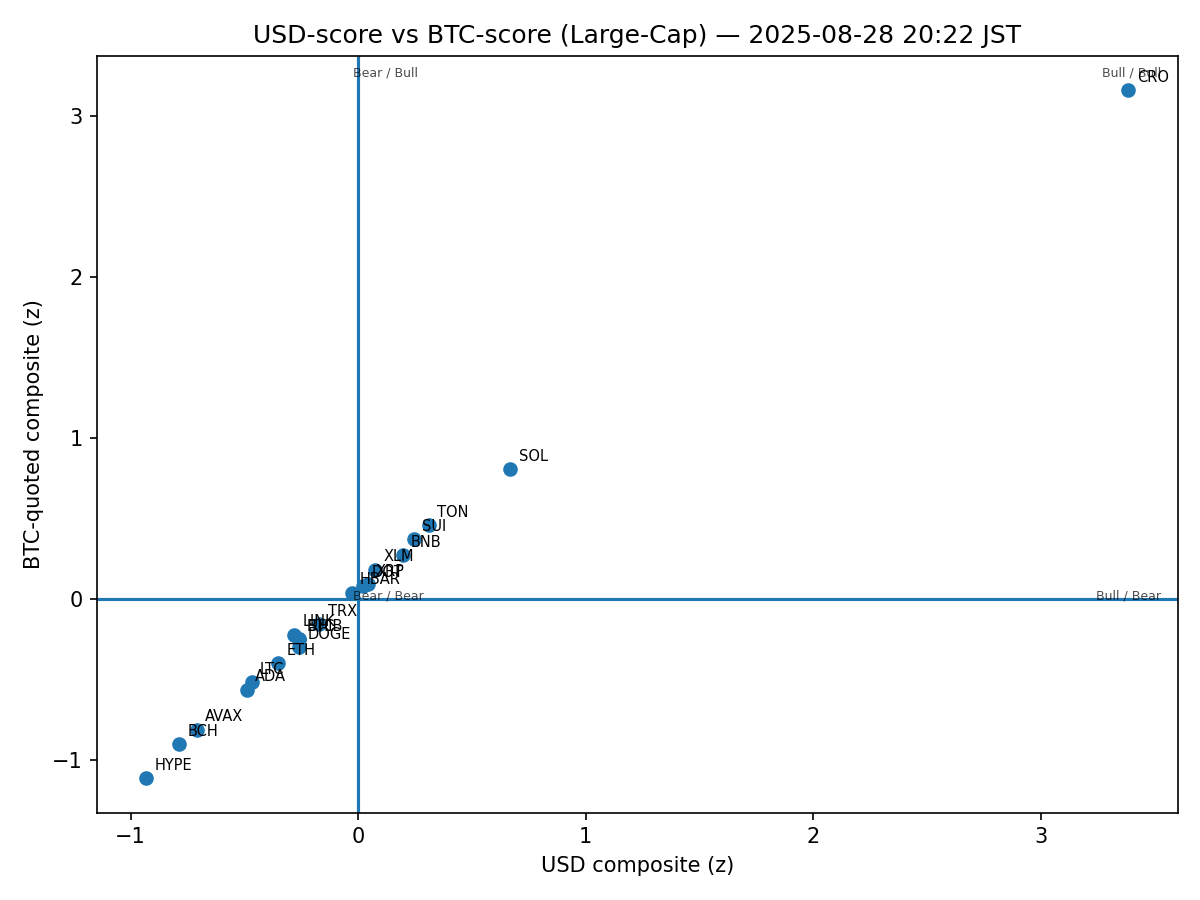 USD-score vs BTC-score (Large-Cap) — 2025-08-28 20:22 JST
Bear / Bull
Bull / Bull
CRO
3
2
1
0
−1
BTC-quoted composite (z)
SOL
TON
SUI
BNB
XLM
XRP
HBAR
Bear / Bear
Bull / Bear
TRX
LINK
DOGE
ETH
LTC
ADA
AVAX
BCH
HYPE
−1
0
1
2
3
USD composite (z)